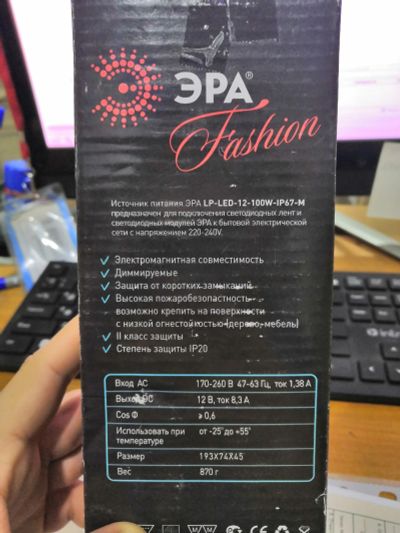 ЭРА®
Fashion
Источник питания ЭРА LP-LED-12-100W-IP67-M
предназначен для подключения светодиодных лент и
светодиодных модулей ЭРА к бытовой электрической
сети с напряжением 220-240V.
Электромагнитная совместимость
Диммируемые
Защита от коротких замыканий
Высокая пожаробезопастность-
возможно крепить на поверхности
с низкой огнестойкостью (дерево, мебель)
II класс защиты
Степень защиты IP20
Вход AC 170-260 В 47-63 Гц, ток 1,38 А
Выход DC 12 В, ток 8,3 А
Cos Ф ≥ 0,6
Использовать при температуре от -25° до +55°
Размер 193X74X45
Вес 870 г